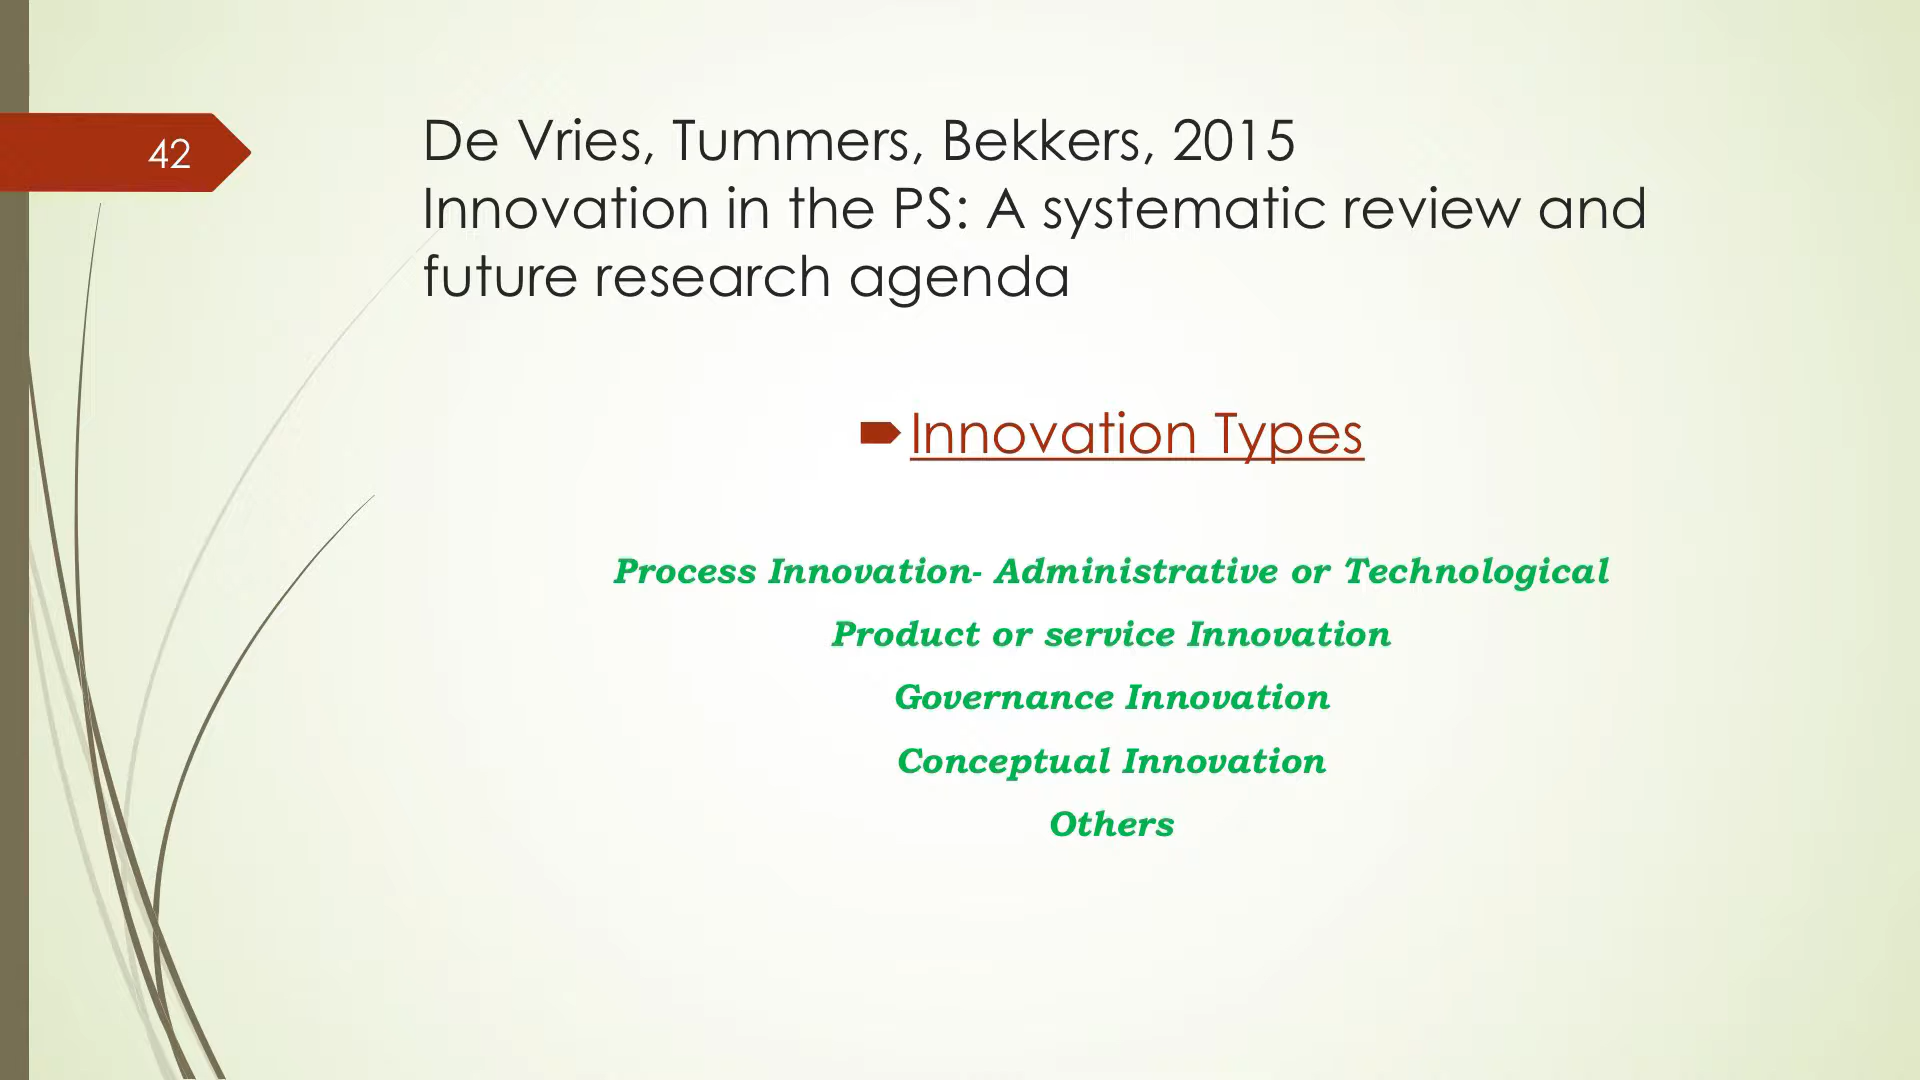 42
De Vries, Tummers, Bekkers, 2015
Innovation in the PS: A systematic review and
future research agenda
Innovation Types
Process Innovation- Administrative or Technological
Product or service Innovation
Governance Innovation
Conceptual Innovation
Others